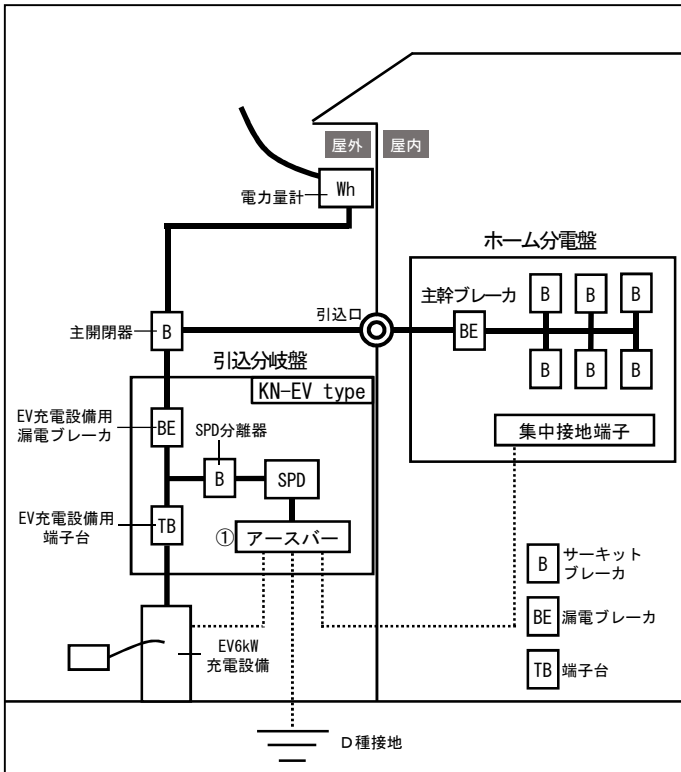 屋外
屋内
Wh
電力量計
ホーム分電盤
主幹ブレーカ
B
B
B
引込口
主開閉器
B
BE
B
B
B
引込分岐盤
KN-EV type
EV充電設備用
漏電ブレーカ
BE
SPD分離器
B
SPD
集中接地端子
EV充電設備用
端子台
TB
① アースバー
B
サーキット
ブレーカ
BE 漏電ブレーカ
TB 端子台
EV6kW
充電設備
D種接地